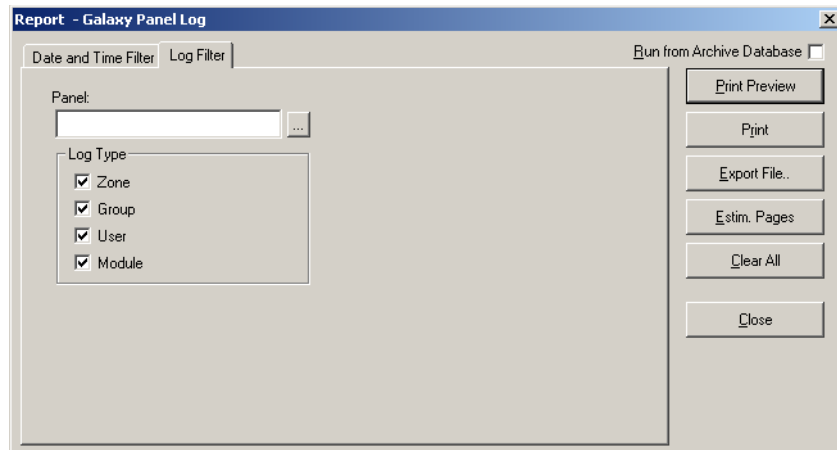 Report - Galaxy Panel Log
Date and Time Filter
Log Filter
Run from Archive Database
Panel:
...
Log Type
Zone
Group
User
Module
Print Preview
Print
Export File..
Estim. Pages
Clear All
Close